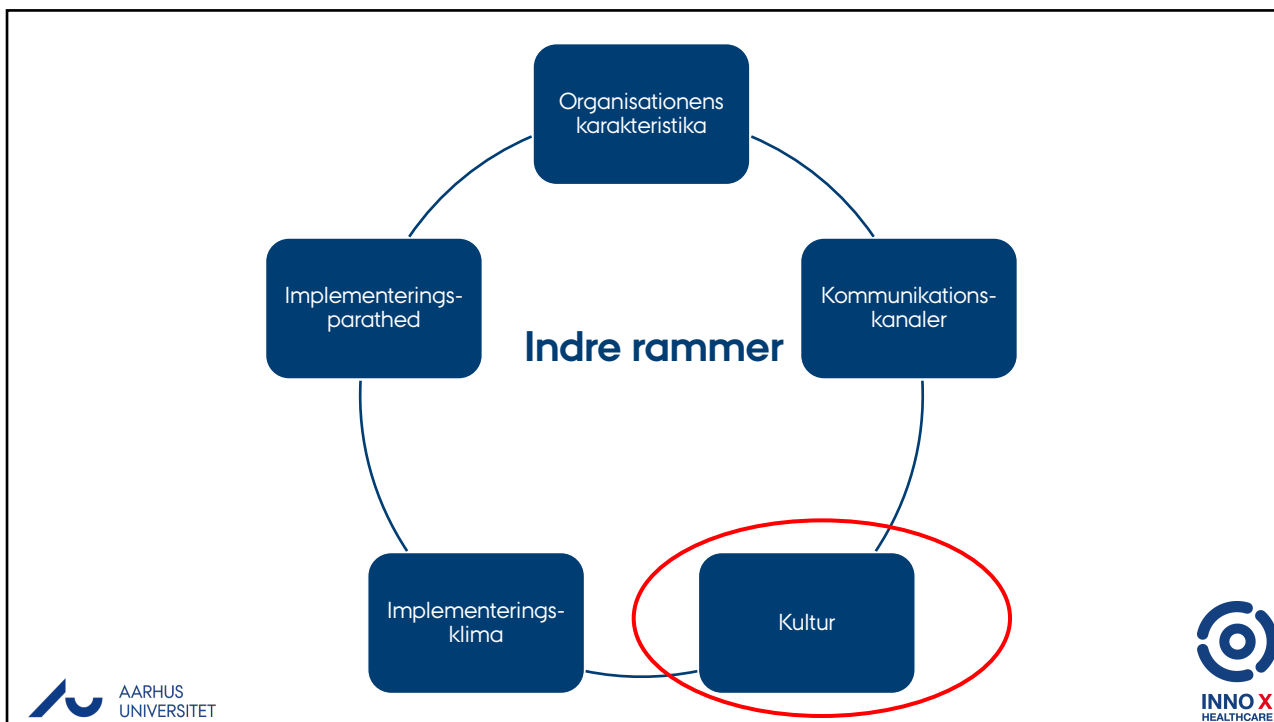 Organisationens
karakteristika
Implementerings-
parathed
Kommunikations-
kanaler
Indre rammer
Implementerings-
klima
Kultur
AARHUS
UNIVERSITET
INNO X
HEALTHCARE